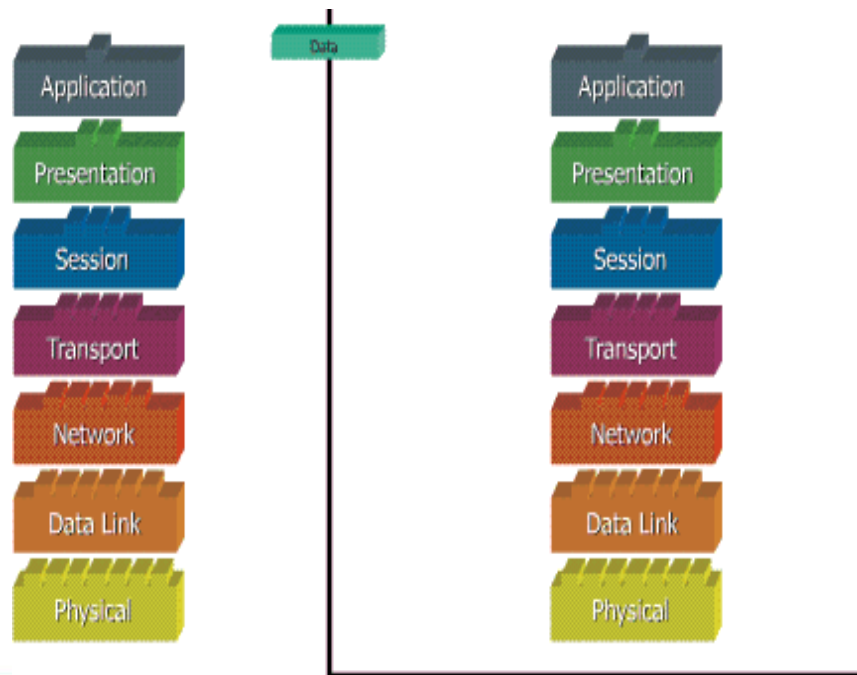 Data
Application
Presentation
Session
Transport
Network
Data Link
Physical
Application
Presentation
Session
Transport
Network
Data Link
Physical